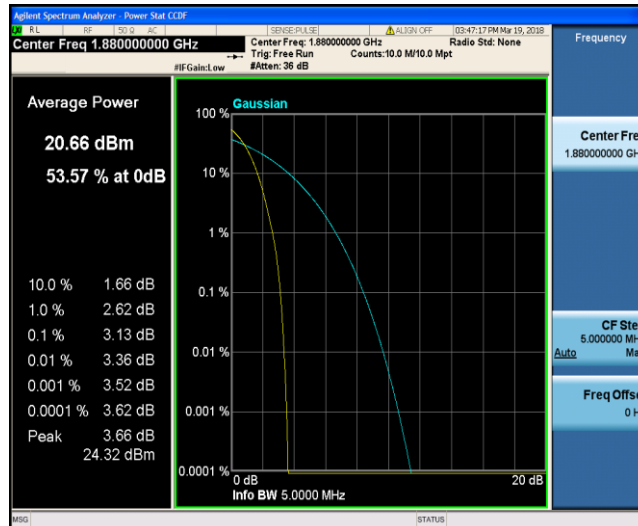 Agilent Spectrum Analyzer - Power Stat CCDF
RL RF 50 Ω AC SENSE:PULSE ALIGN OFF 03:47:17 PM Mar 19, 2018
Center Freq 1.880000000 GHz
Center Freq: 1.880000000 GHz Radio Std: None
Trig: Free Run Counts:10.0 M/10.0 Mpt
#IFGain:Low #Atten: 36 dB
Frequency
Average Power
20.66 dBm
53.57 % at 0dB
10.0 % 1.66 dB
1.0 % 2.62 dB
0.1 % 3.13 dB
0.01 % 3.36 dB
0.001 % 3.52 dB
0.0001 % 3.62 dB
Peak 3.66 dB
24.32 dBm
Gaussian
100 %
10 %
1 %
0.1 %
0.01 %
0.001 %
0.0001 %
0 dB 20 dB
Info BW 5.0000 MHz
Center Fre
1.880000000 GH
CF Ste
5.000000 MH
Auto Ma
Freq Offs
0 H
MSG STATUS